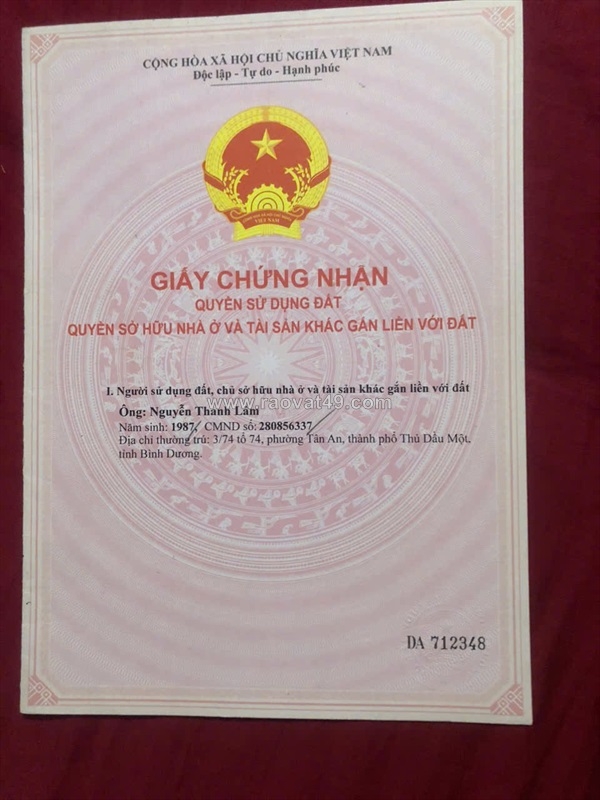 CỘNG HÒA XÃ HỘI CHỦ NGHĨA VIỆT NAM
Độc lập - Tự do - Hạnh phúc
VIỆT NAM
GIẤY CHỨNG NHẬN
QUYỀN SỬ DỤNG ĐẤT
QUYỀN SỞ HỮU NHÀ Ở VÀ TÀI SẢN KHÁC GẮN LIỀN VỚI ĐẤT
I. Người sử dụng đất, chủ sở hữu nhà ở và tài sản khác gắn liền với đất
www.raovat49.com
Ông: Nguyễn Thanh Lâm
Năm sinh: 1987, CMND số: 280856337
Địa chỉ thường trú: 3/74 tổ 74, phường Tân An, thành phố Thủ Dầu Một,
tỉnh Bình Dương.
DA 712348